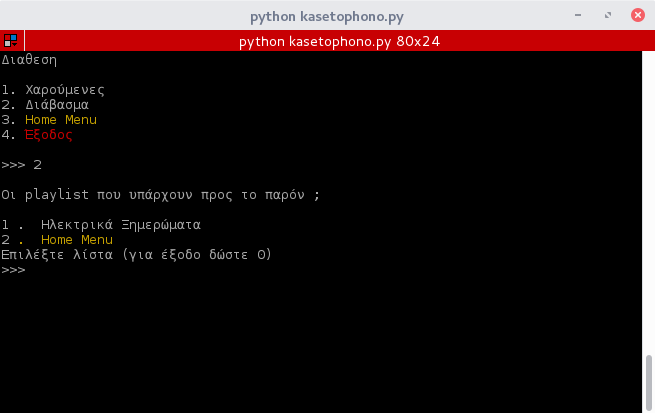 python kasetophono.py
python kasetophono.py 80x24
Διαθεση
1. Χαρούμενες
2. Διάβασμα
3. Home Menu
4. Έξοδος
>>> 2
Οι playlist που υπάρχουν προς το παρόν ;
1 .  Ηλεκτρικά Ξημερώματα
2 .  Home Menu
Επιλέξτε λίστα (για έξοδο δώστε 0)
>>>